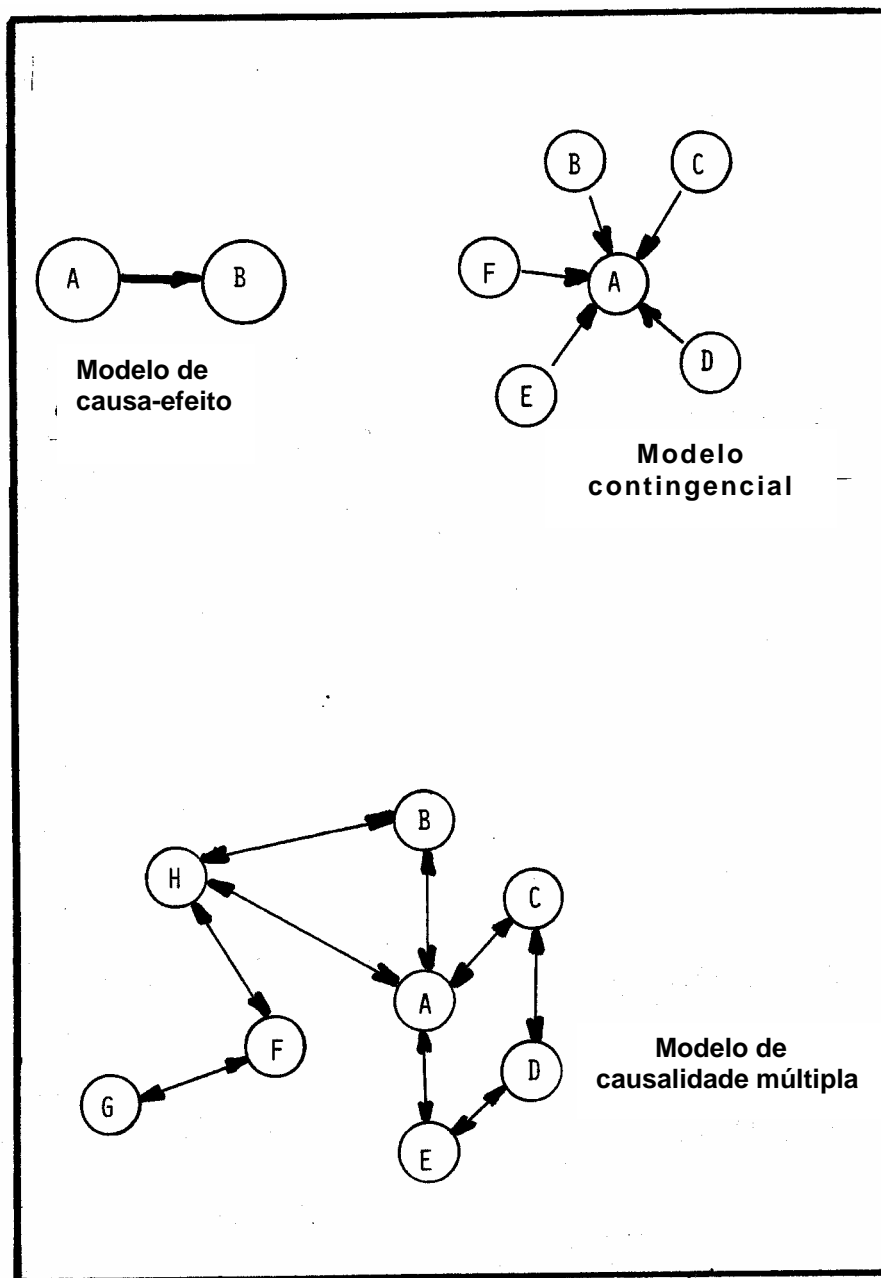 B
C
A
B
F
A
E
D
Modelo de
causa-efeito
Modelo
contingencial
B
H
C
A
F
D
G
E
Modelo de
causalidade múltipla